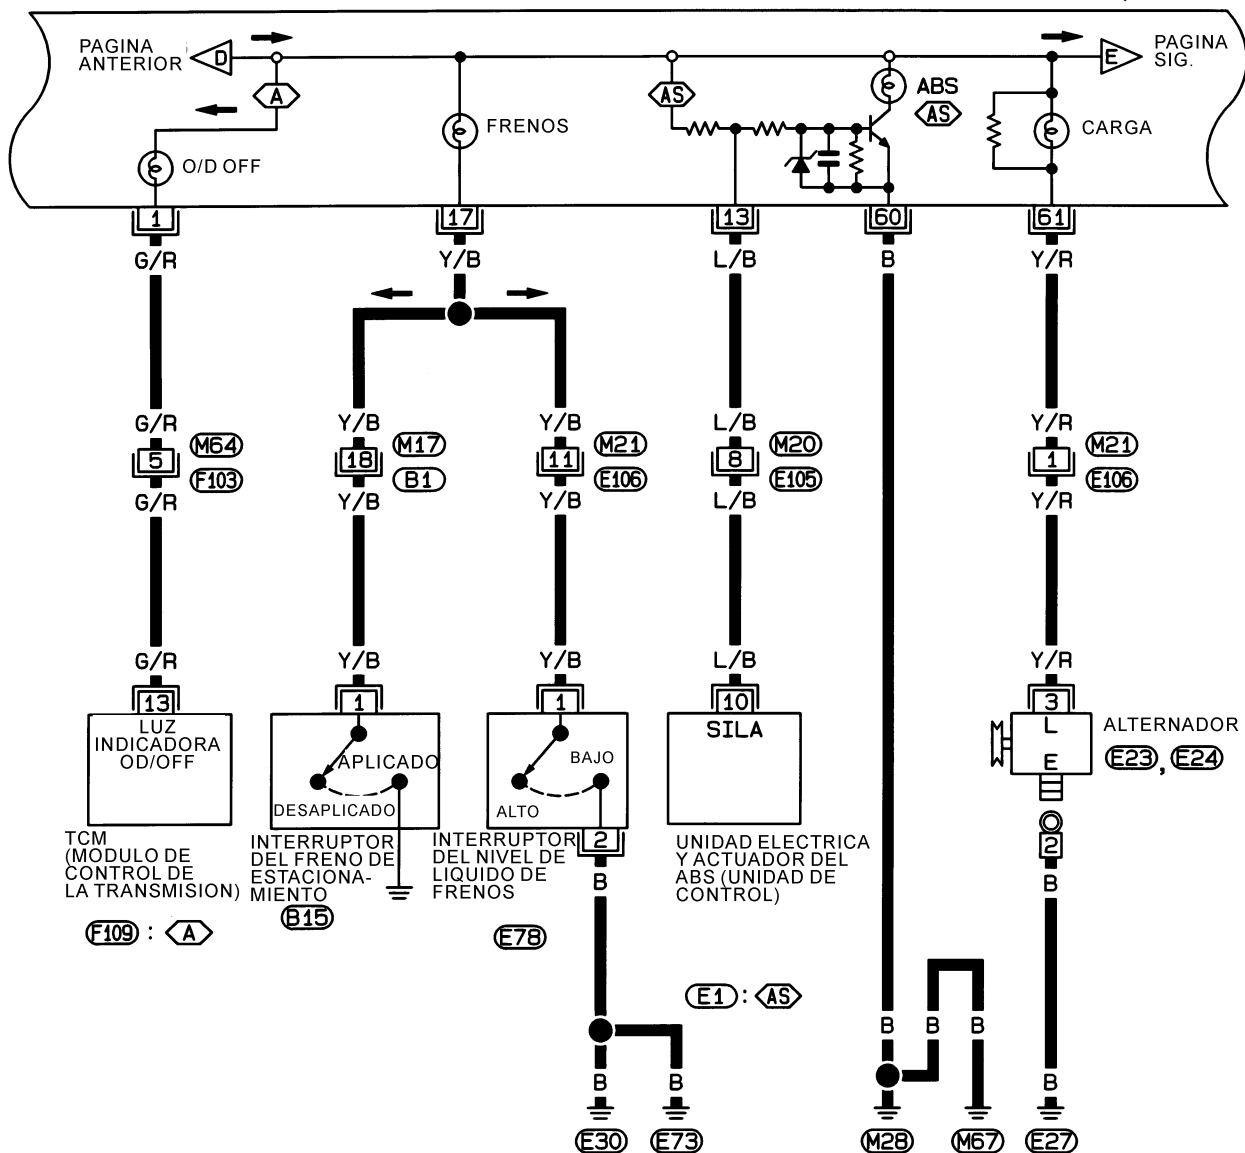 PAGINA
ANTERIOR
D
A
O/D OFF
FRENOS
AS
ABS
AS
CARGA
E
PAGINA
SIG.
1
17
13
60
61
G/R
Y/B
L/B
B
Y/R
G/R
Y/B
Y/B
L/B
Y/R
5
M64
F103
18
M17
B1
11
M21
E106
8
M20
E105
1
M21
E106
G/R
Y/B
Y/B
L/B
Y/R
G/R
Y/B
Y/B
L/B
Y/R
13
1
1
10
3
LUZ
INDICADORA
OD/OFF
APLICADO
DESAPLICADO
BAJO
ALTO
2
SILA
L
E
ALTERNADOR
E23, E24
2
TCM
(MODULO DE
CONTROL DE
LA TRANSMISION)
F109 : A
INTERRUPTOR
DEL FRENO DE
ESTACIONA-
MIENTO
B15
INTERRUPTOR
DEL NIVEL DE
LIQUIDO DE
FRENOS
E78
UNIDAD ELECTRICA
Y ACTUADOR DEL
ABS (UNIDAD DE
CONTROL)
E1 : AS
B
B
B
B
B
B
B
B
B
E30
E73
M28
M67
E27